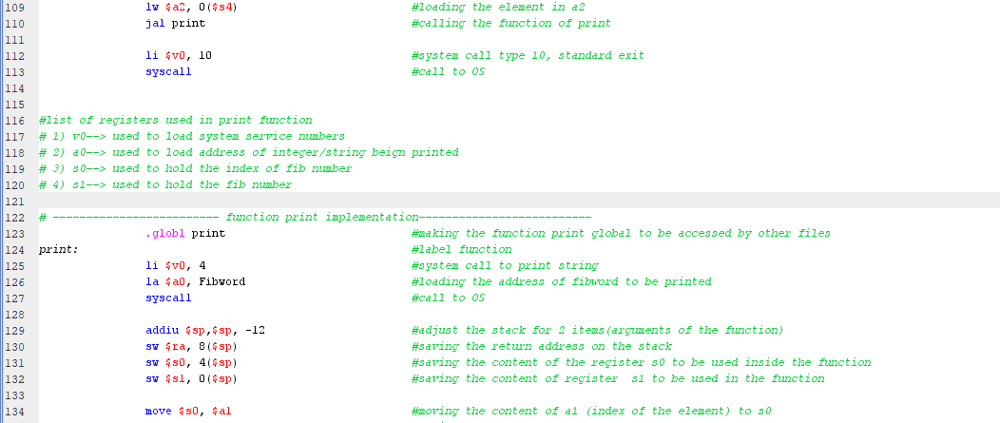 109 lw $a2, 0($s4) #loading the element in a2
110 jal print #calling the function of print
111
112 li $v0, 10 #system call type 10, standard exit
113 syscall #call to OS
114
115
116 #list of registers used in print function
117 # 1) v0--> used to load system service numbers
118 # 2) a0--> used to load address of integer/string beign printed
119 # 3) s0--> used to hold the index of fib number
120 # 4) s1--> used to hold the fib number
121
122 # ------------------------- function print implementation--------------------------
123 .globl print #making the function print global to be accessed by other files
124 print: #label function
125 li $v0, 4 #system call to print string
126 la $a0, Fibword #loading the address of fibword to be printed
127 syscall #call to OS
128
129 addiu $sp,$sp, -12 #adjust the stack for 2 items(arguments of the function)
130 sw $ra, 8($sp) #saving the return address on the stack
131 sw $s0, 4($sp) #saving the content of the register s0 to be used inside the function
132 sw $s1, 0($sp) #saving the content of register  s1 to be used in the function
133
134 move $s0, $a1 #moving the content of a1 (index of the element) to s0